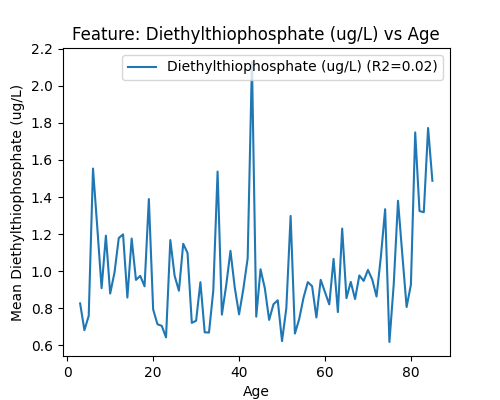 Feature: Diethylthiophosphate (ug/L) vs Age
Diethylthiophosphate (ug/L) (R2=0.02)
Mean Diethylthiophosphate (ug/L)
2.2
2.0
1.8
1.6
1.4
1.2
1.0
0.8
0.6
0 20 40 60 80
Age